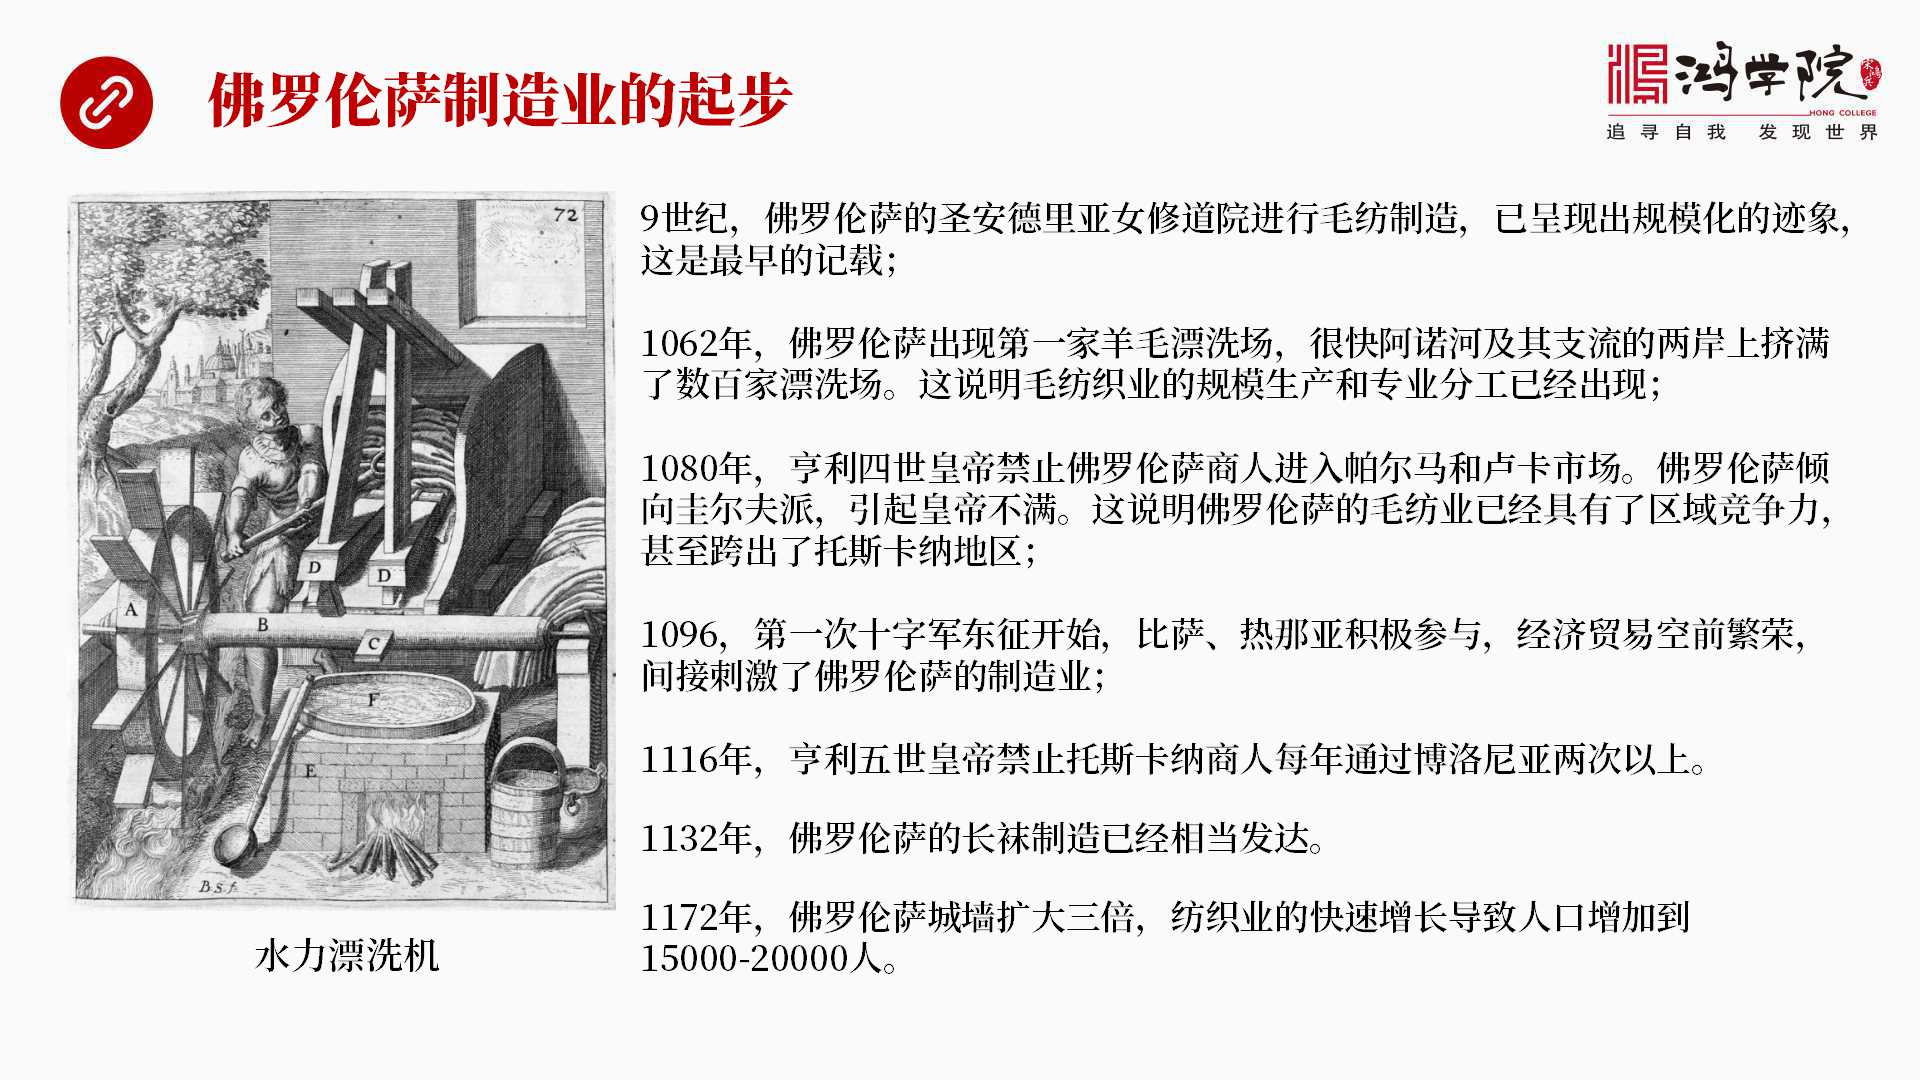 佛罗伦萨制造业的起步
鸿学院
宋鸿兵
HONG COLLEGE
追寻自我 发现世界
72
D
D
A
B
C
F
E
B.S.f.
水力漂洗机
9世纪，佛罗伦萨的圣安德里亚女修道院进行毛纺制造，已呈现出规模化的迹象，
这是最早的记载；
1062年，佛罗伦萨出现第一家羊毛漂洗场，很快阿诺河及其支流的两岸上挤满
了数百家漂洗场。这说明毛纺织业的规模生产和专业分工已经出现；
1080年，亨利四世皇帝禁止佛罗伦萨商人进入帕尔马和卢卡市场。佛罗伦萨倾
向圭尔夫派，引起皇帝不满。这说明佛罗伦萨的毛纺业已经具有了区域竞争力，
甚至跨出了托斯卡纳地区；
1096，第一次十字军东征开始，比萨、热那亚积极参与，经济贸易空前繁荣，
间接刺激了佛罗伦萨的制造业；
1116年，亨利五世皇帝禁止托斯卡纳商人每年通过博洛尼亚两次以上。
1132年，佛罗伦萨的长袜制造已经相当发达。
1172年，佛罗伦萨城墙扩大三倍，纺织业的快速增长导致人口增加到
15000-20000人。